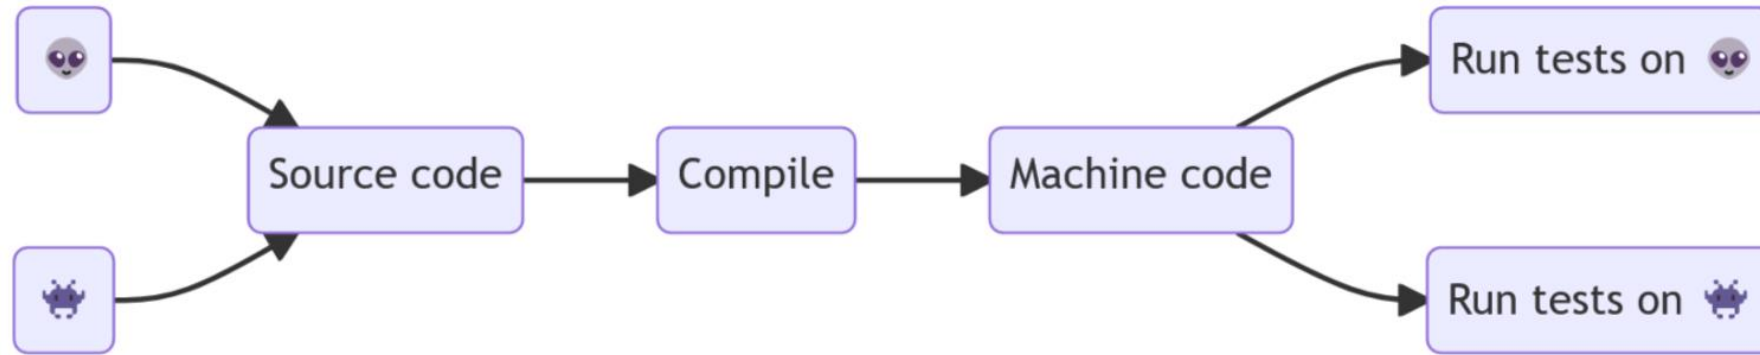 👽
👾
Source code
Compile
Machine code
Run tests on 👽
Run tests on 👾